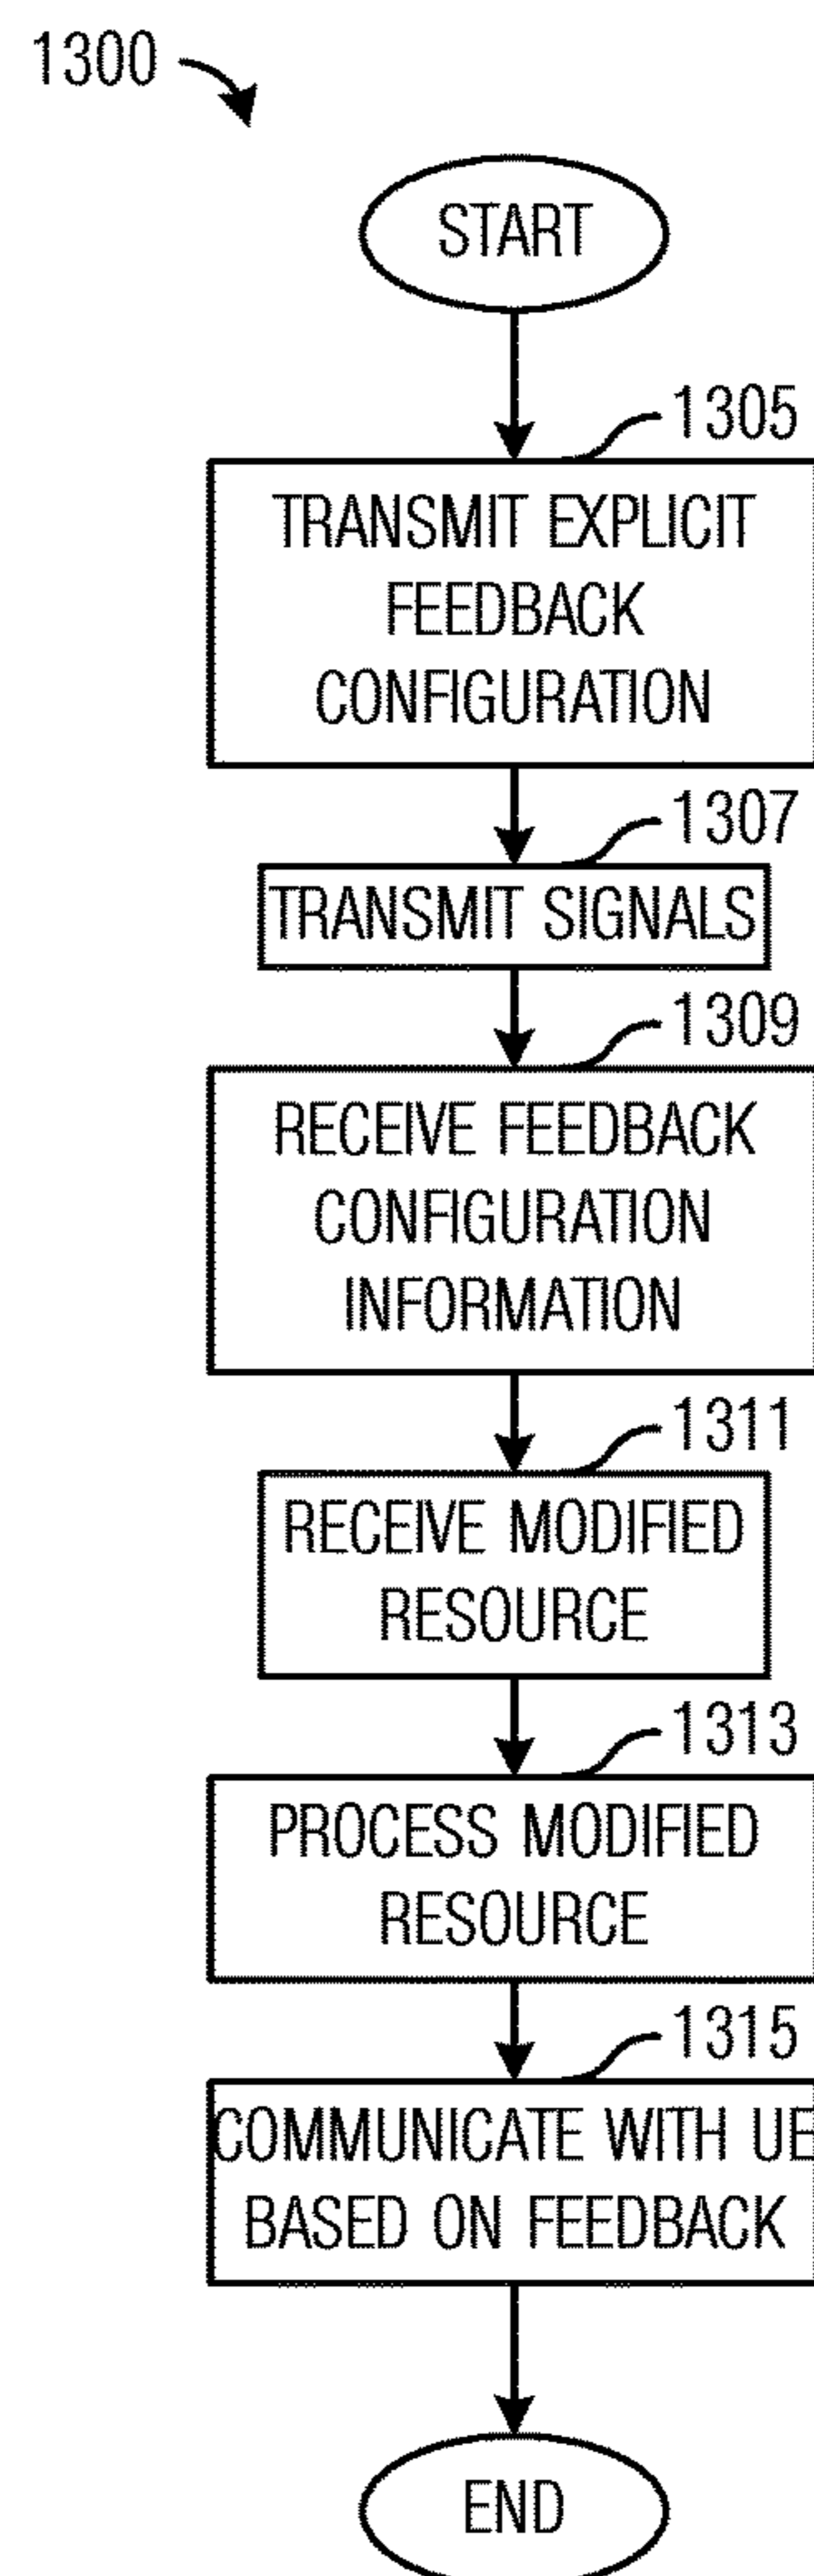 1300
START
1305
TRANSMIT EXPLICIT
FEEDBACK
CONFIGURATION
1307
TRANSMIT SIGNALS
1309
RECEIVE FEEDBACK
CONFIGURATION
INFORMATION
1311
RECEIVE MODIFIED
RESOURCE
1313
PROCESS MODIFIED
RESOURCE
1315
COMMUNICATE WITH UE
BASED ON FEEDBACK
END